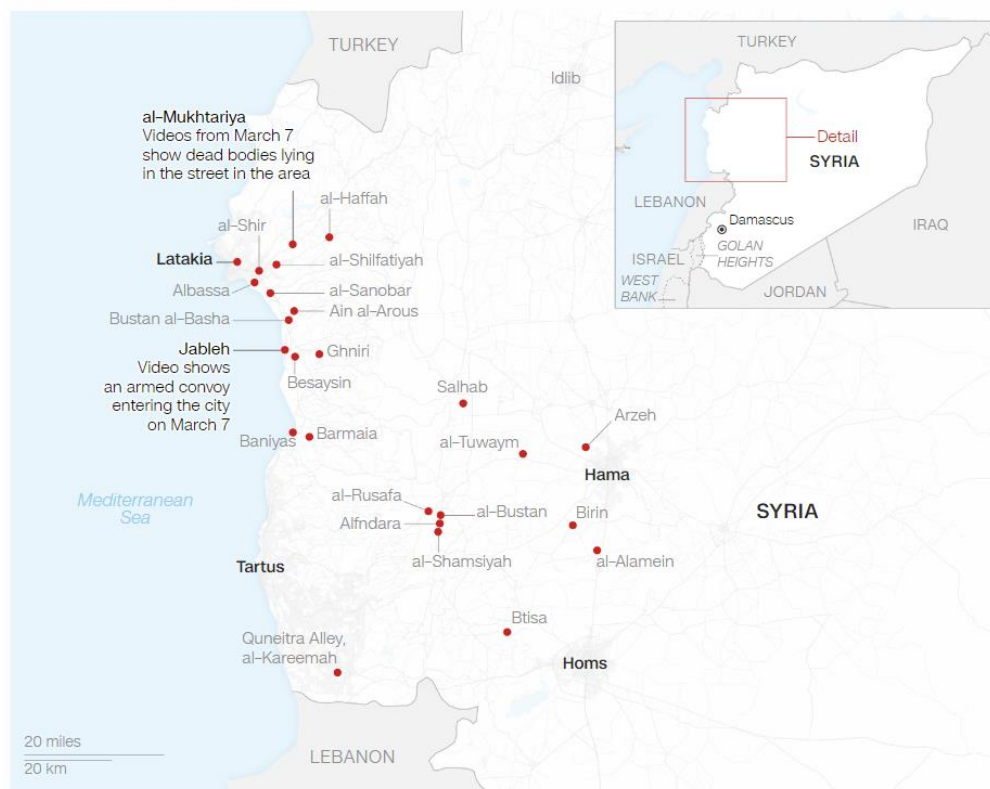 TURKEY
Idlib
al-Mukhtariya
Videos from March 7
show dead bodies lying
in the street in the area
al-Haffah
al-Shir
Latakia
al-Shilfatiyah
Albassa
al-Sanobar
Ain al-Arous
Bustan al-Basha
Jableh
Video shows
an armed convoy
entering the city
on March 7
Ghniri
Besaysin
Salhab
Arzeh
Baniyas
Barmaia
al-Tuwaym
Hama
Mediterranean
Sea
al-Rusafa
al-Bustan
Alfndara
Birin
SYRIA
al-Shamsiyah
al-Alamein
Tartus
Btisa
Quneitra Alley,
al-Kareemah
Homs
20 miles
20 km
LEBANON
TURKEY
Detail
SYRIA
LEBANON
Damascus
IRAQ
GOLAN
HEIGHTS
ISRAEL
WEST
BANK
JORDAN